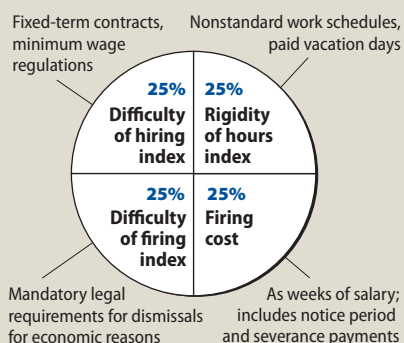 Fixed-term contracts,
minimum wage
regulations
Nonstandard work schedules,
paid vacation days
25%
Difficulty
of hiring
index
25%
Rigidity
of hours
index
25%
Difficulty
of firing
index
25%
Firing
cost
Mandatory legal
requirements for dismissals
for economic reasons
As weeks of salary;
includes notice period
and severance payments